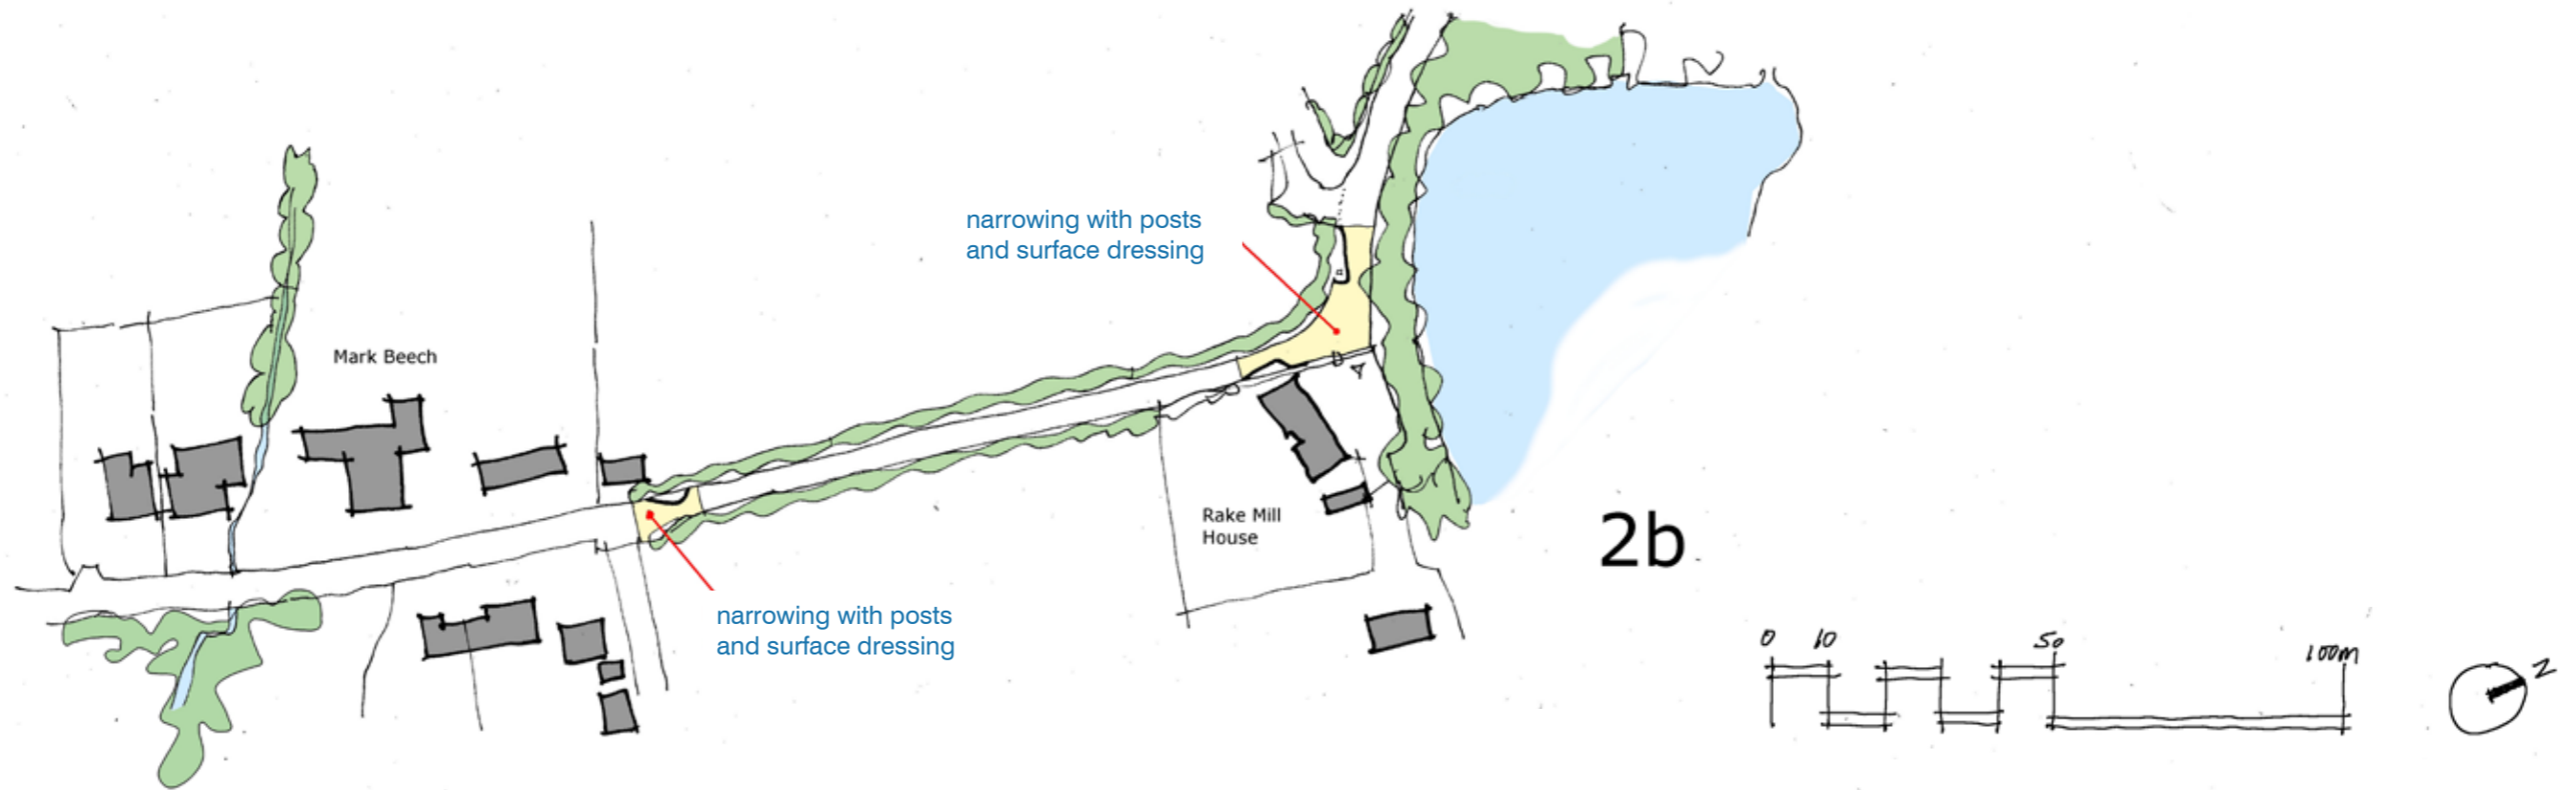 narrowing with posts
and surface dressing
Mark Beech
Rake Mill
House
2b
narrowing with posts
and surface dressing
0 10 50 100m
N